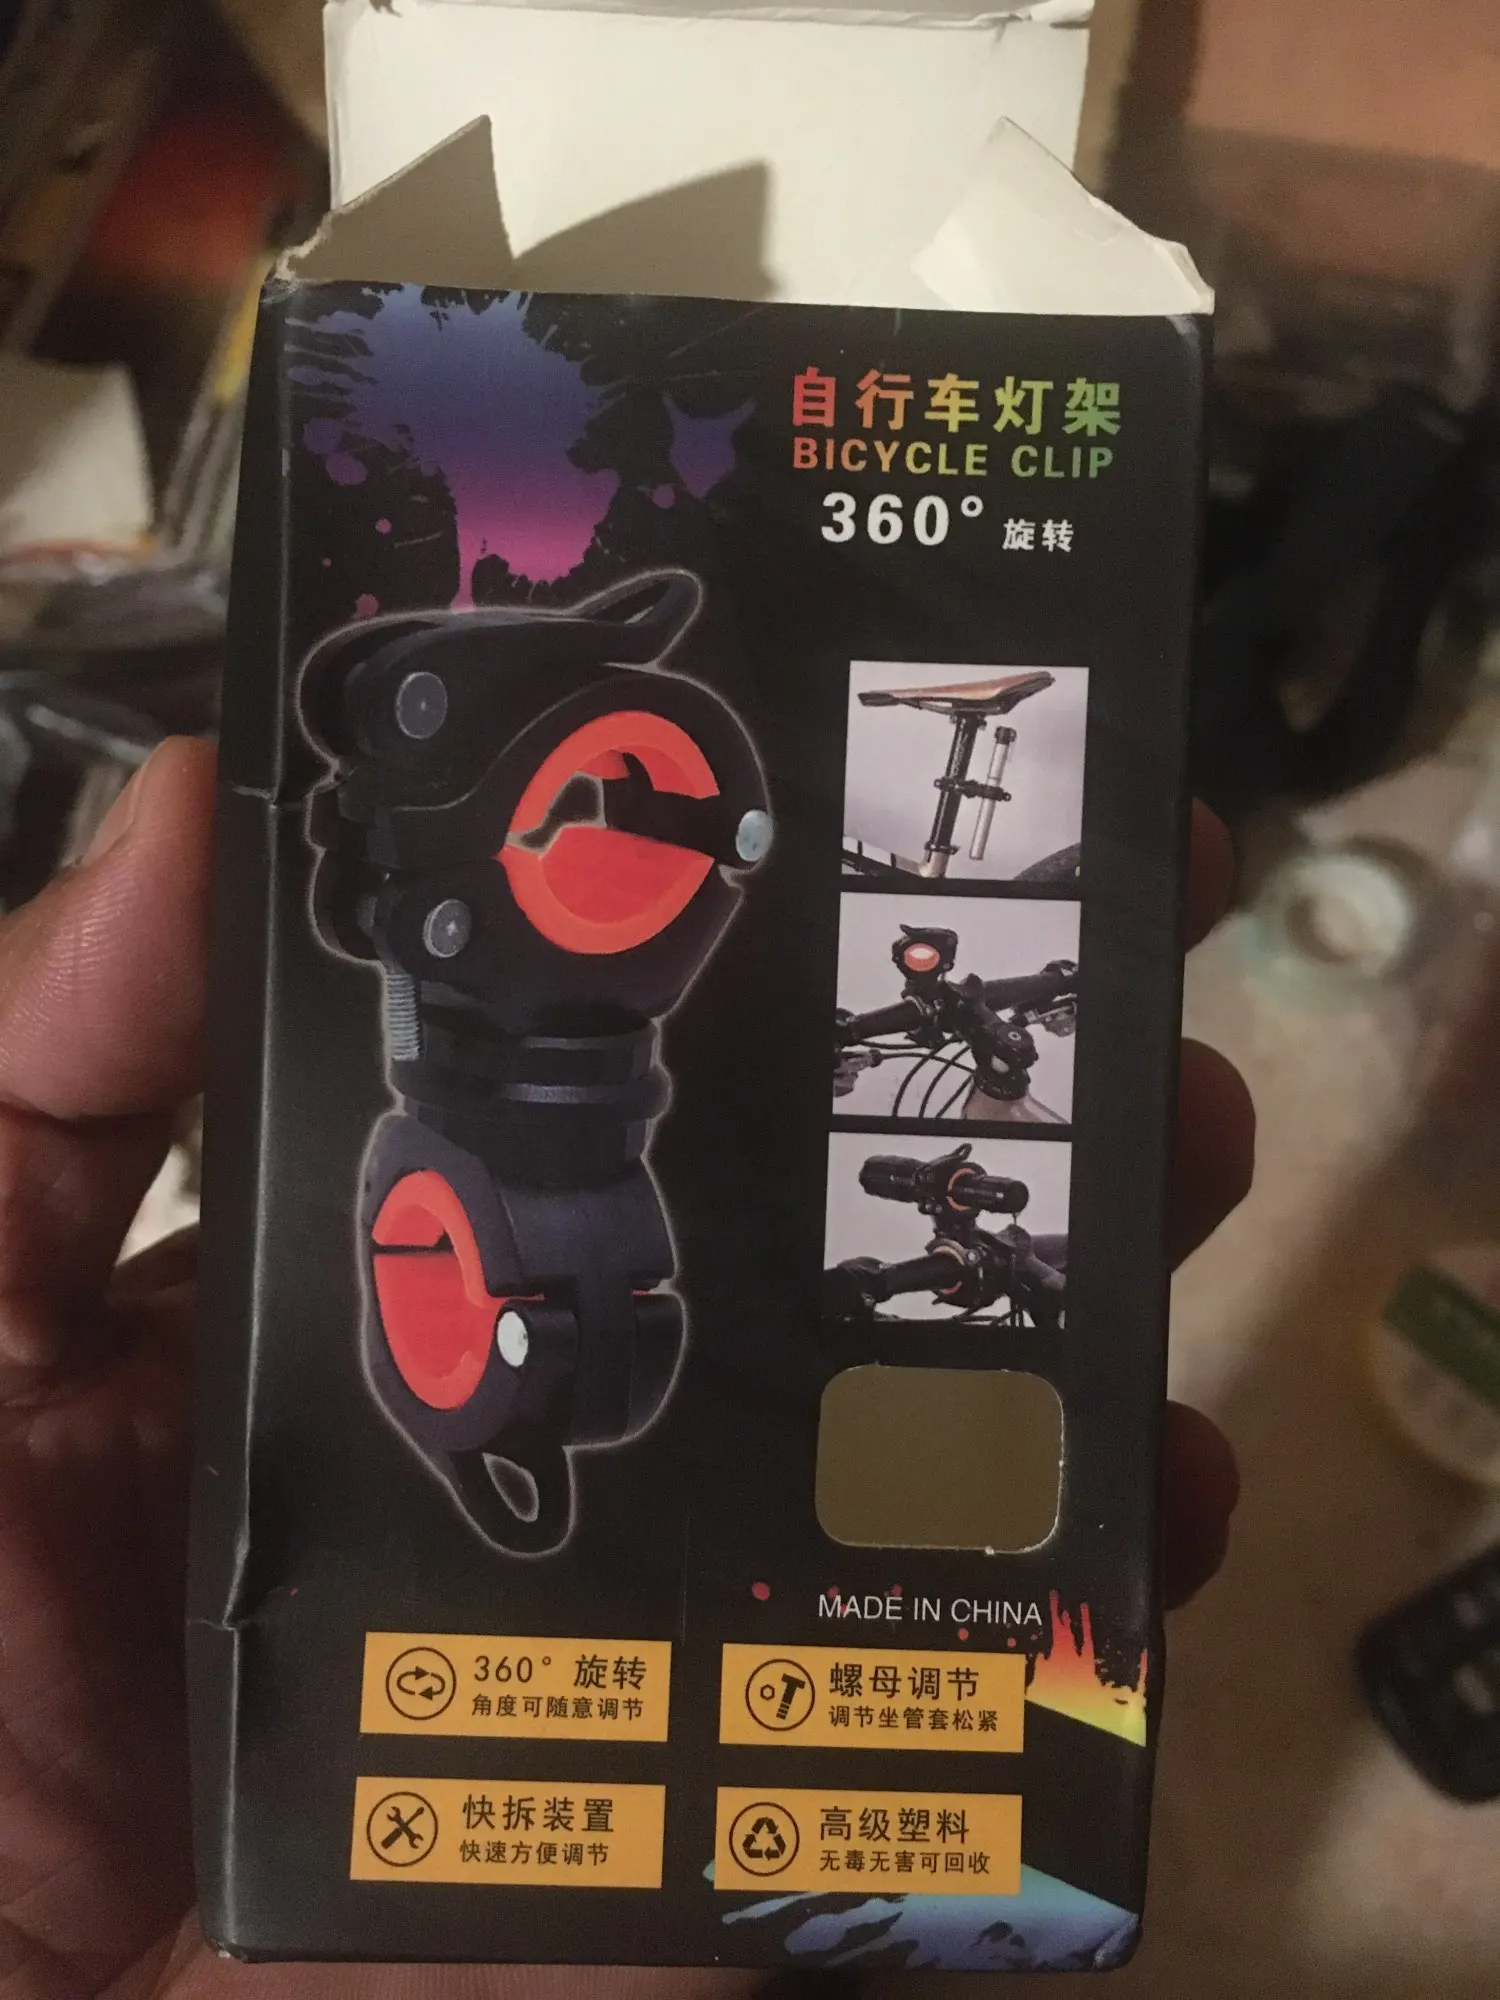 自行车灯架
BICYCLE CLIP
360° 旋转
MADE IN CHINA
360° 旋转
角度可随意调节
螺母调节
调节坐管套松紧
快拆装置
快速方便调节
高级塑料
无毒无害可回收